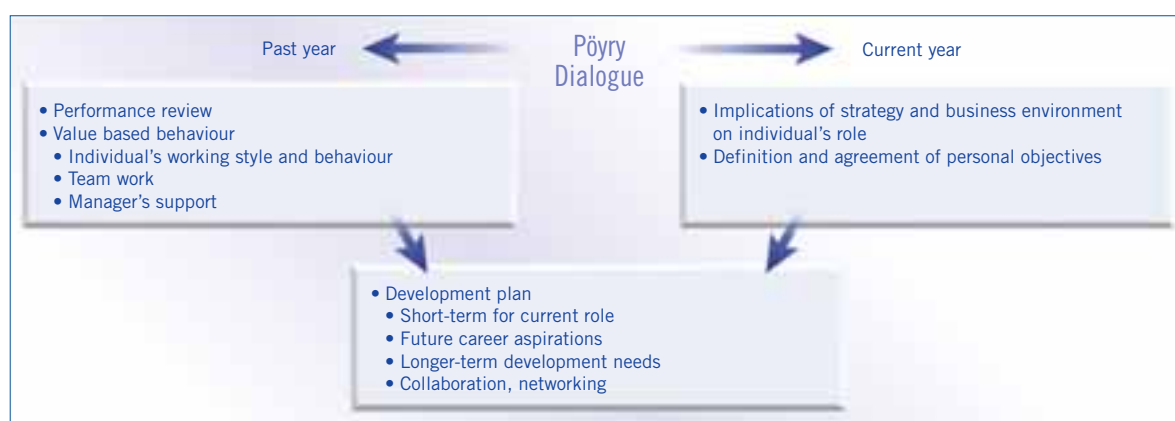 Past year
Pöyry
Dialogue
Current year
• Performance review
• Value based behaviour
• Individual's working style and behaviour
• Team work
• Manager's support
• Implications of strategy and business environment
on individual's role
• Definition and agreement of personal objectives
• Development plan
• Short-term for current role
• Future career aspirations
• Longer-term development needs
• Collaboration, networking